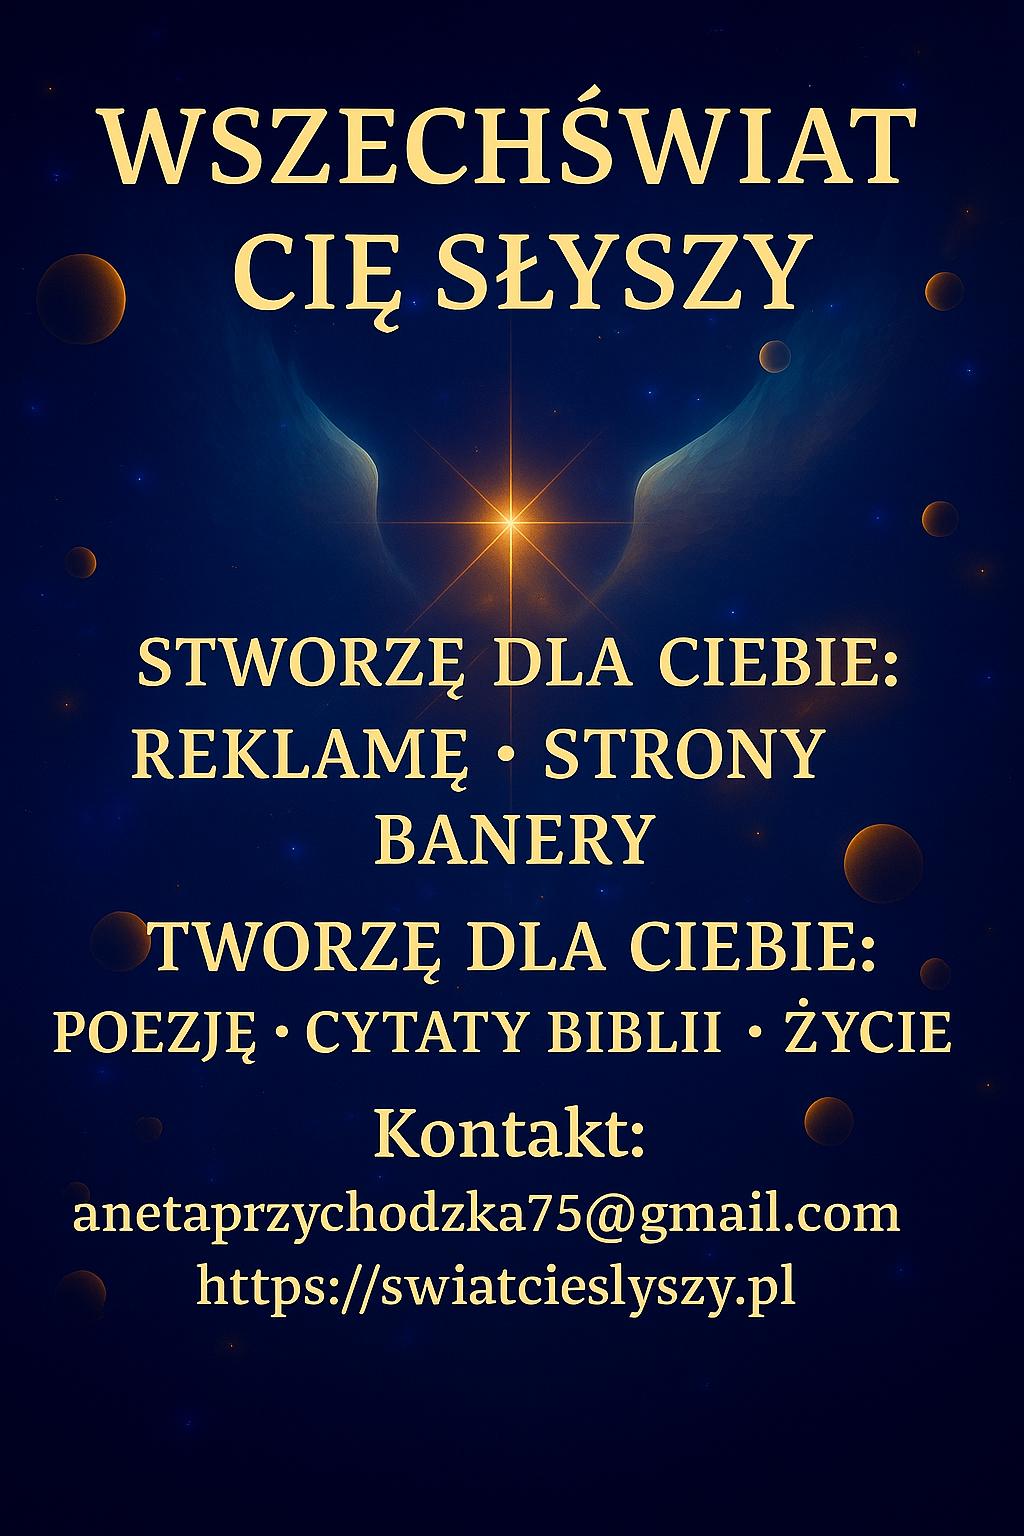 WSZECHŚWIAT
CIĘ SŁYSZY
STWORZĘ DLA CIEBIE:
REKLAMĘ • STRONY
BANERY
TWORZĘ DLA CIEBIE:
POEZJĘ • CYTATY BIBLII • ŻYCIE
Kontakt:
anetaprzychodzka75@gmail.com
https://swiatcieslyszy.pl